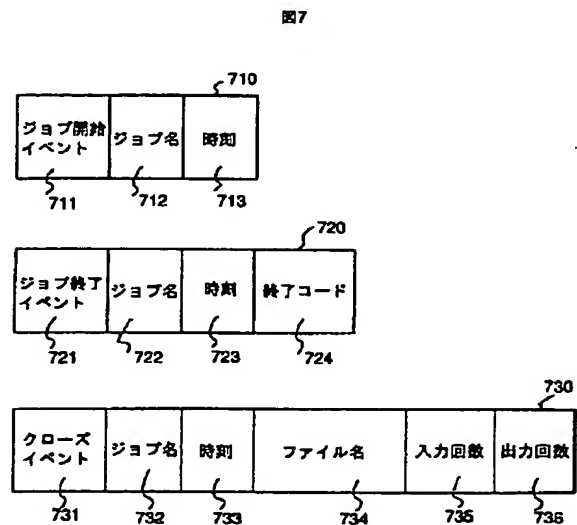 図7
710
ジョブ開始
イベント
ジョブ名
時刻
711
712
713
720
ジョブ終了
イベント
ジョブ名
時刻
終了コード
721
722
723
724
730
クローズ
イベント
ジョブ名
時刻
ファイル名
入力回数
出力回数
731
732
733
734
735
736